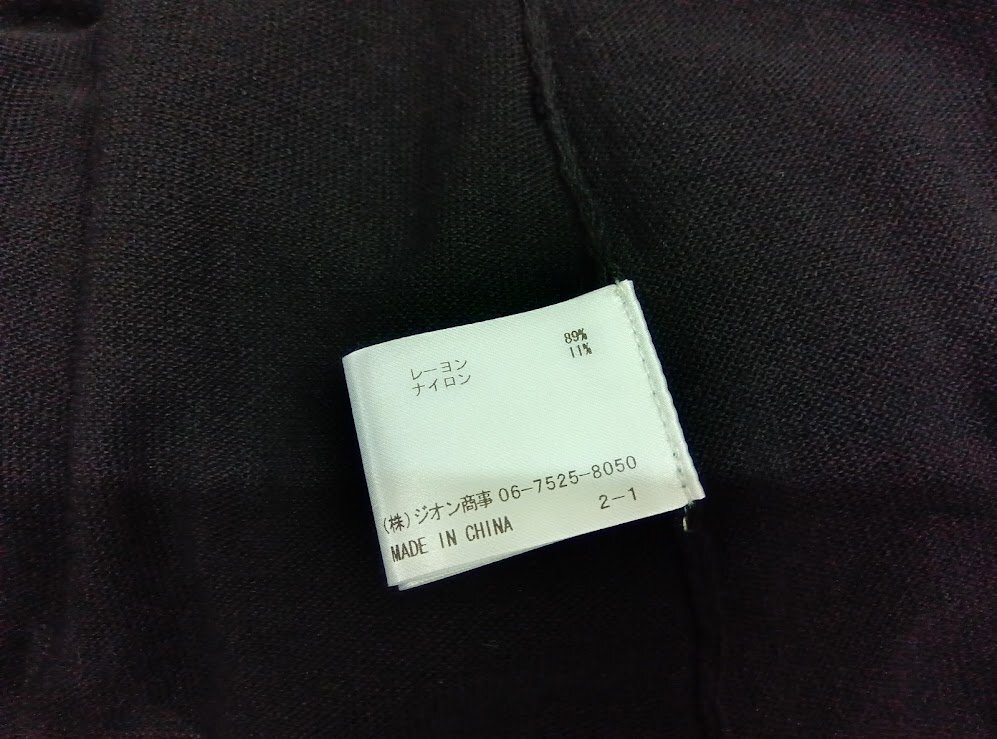 レーヨン 89%
ナイロン 11%
(株)ジオン商事 06-7525-8050
2-1
MADE IN CHINA